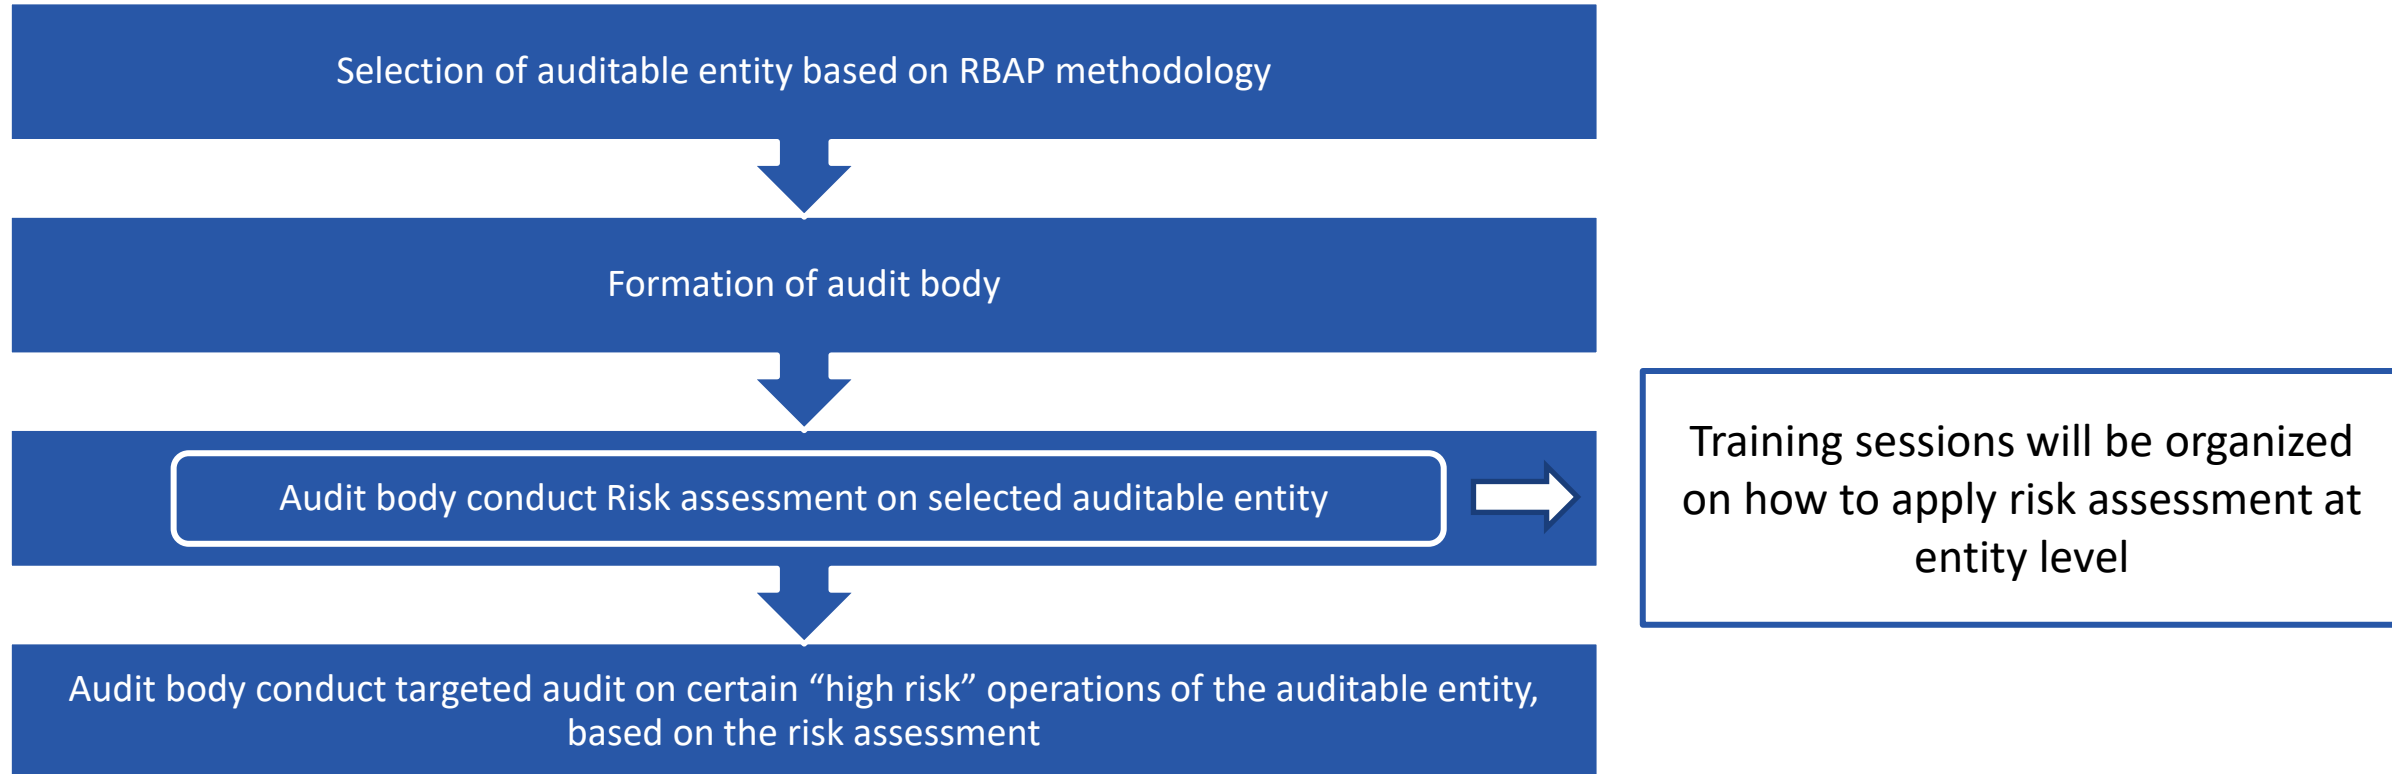 Selection of auditable entity based on RBAP methodology
Formation of audit body
Audit body conduct Risk assessment on selected auditable entity
Training sessions will be organized
on how to apply risk assessment at
entity level
Audit body conduct targeted audit on certain “high risk” operations of the auditable entity,
based on the risk assessment